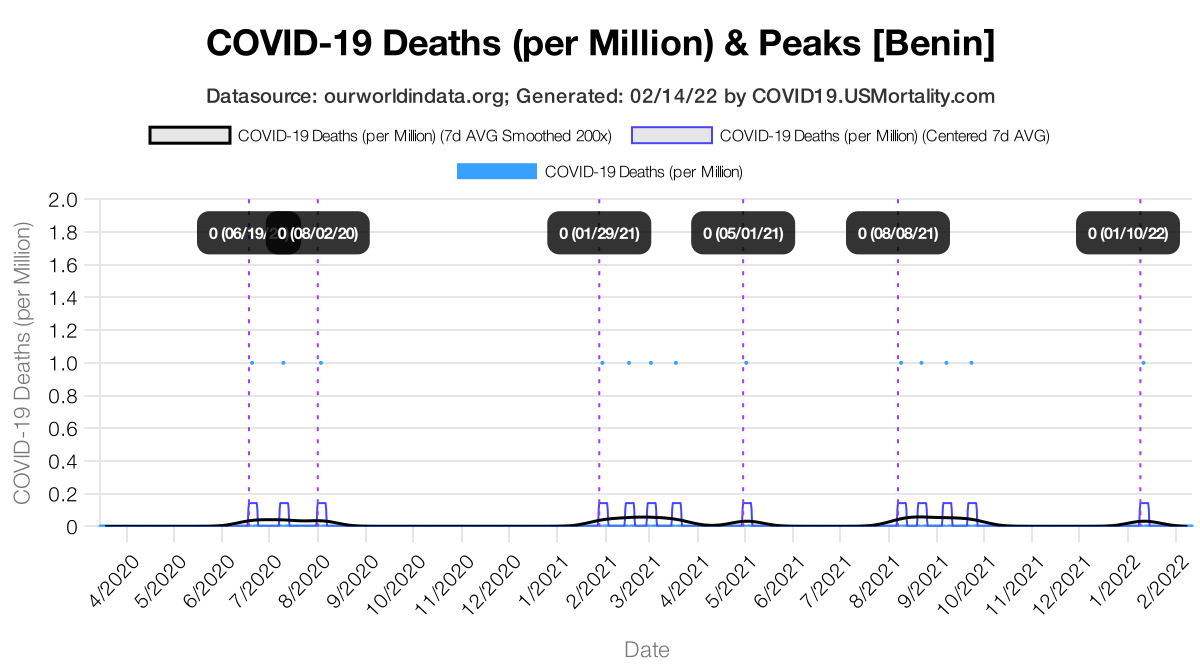 COVID-19 Deaths (per Million) & Peaks [Benin]
Datasource: ourworldindata.org; Generated: 02/14/22 by COVID19.USMortality.com
COVID-19 Deaths (per Million) (7d AVG Smoothed 200x) COVID-19 Deaths (per Million) (Centered 7d AVG)
COVID-19 Deaths (per Million)
COVID-19 Deaths (per Million)
2.0
1.8
1.6
1.4
1.2
1.0
0.8
0.6
0.4
0.2
0
0 (06/19/ 0 (08/02/20) 0 (01/29/21) 0 (05/01/21) 0 (08/08/21) 0 (01/10/22)
4/2020 5/2020 6/2020 7/2020 8/2020 9/2020 10/2020 11/2020 12/2020 1/2021 2/2021 3/2021 4/2021 5/2021 6/2021 7/2021 8/2021 9/2021 10/2021 11/2021 12/2021 1/2022 2/2022
Date